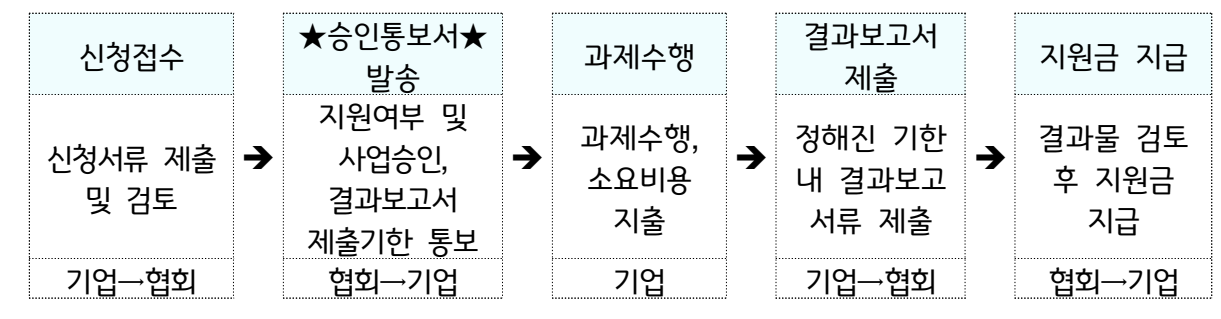 신청접수
신청서류 제출
및 검토
기업→협회
➔
★승인통보서★
발송
지원여부 및
사업승인,
결과보고서
제출기한 통보
협회→기업
➔
과제수행
과제수행,
소요비용
지출
기업
➔
결과보고서
제출
정해진 기한
내 결과보고
서류 제출
기업→협회
➔
지원금 지급
결과물 검토
후 지원금
지급
협회→기업